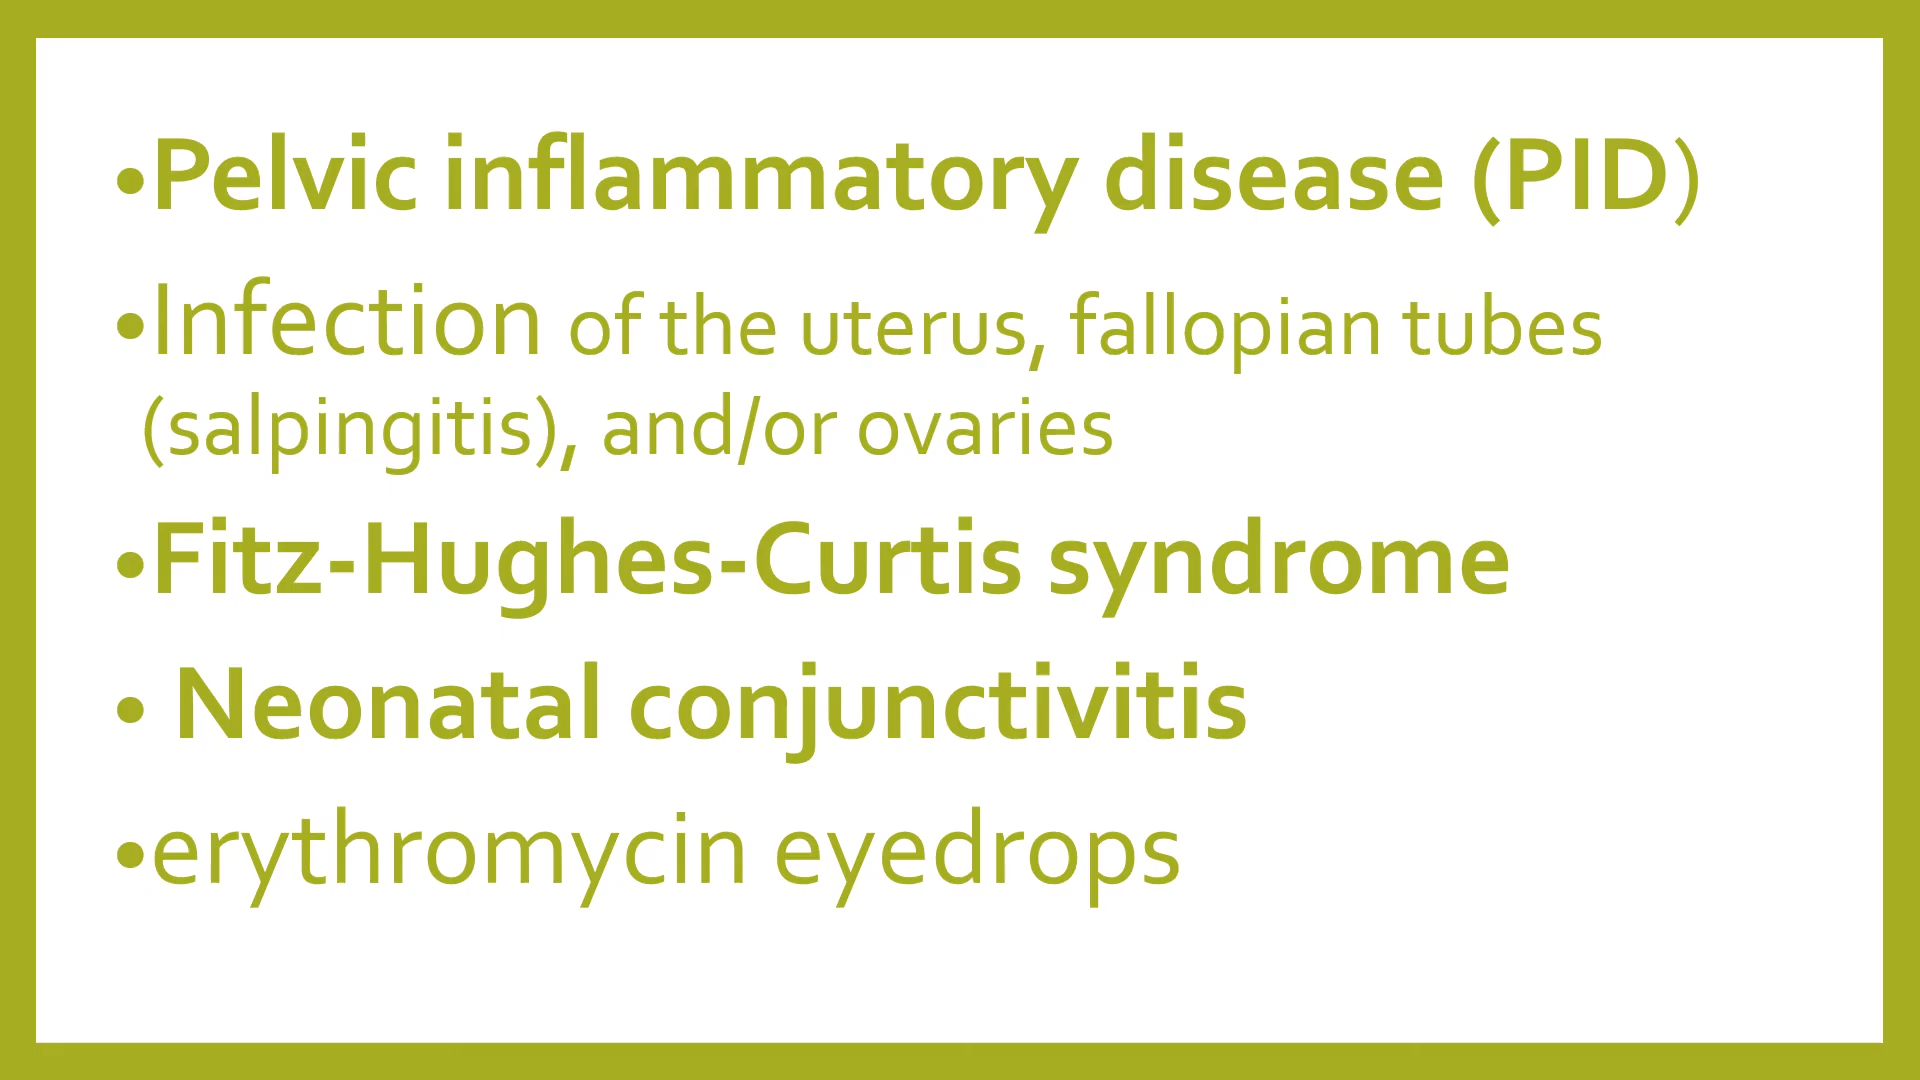 •Pelvic inflammatory disease (PID)
•Infection of the uterus, fallopian tubes
(salpingitis), and/or ovaries
•Fitz-Hughes-Curtis syndrome
• Neonatal conjunctivitis
•erythromycin eyedrops